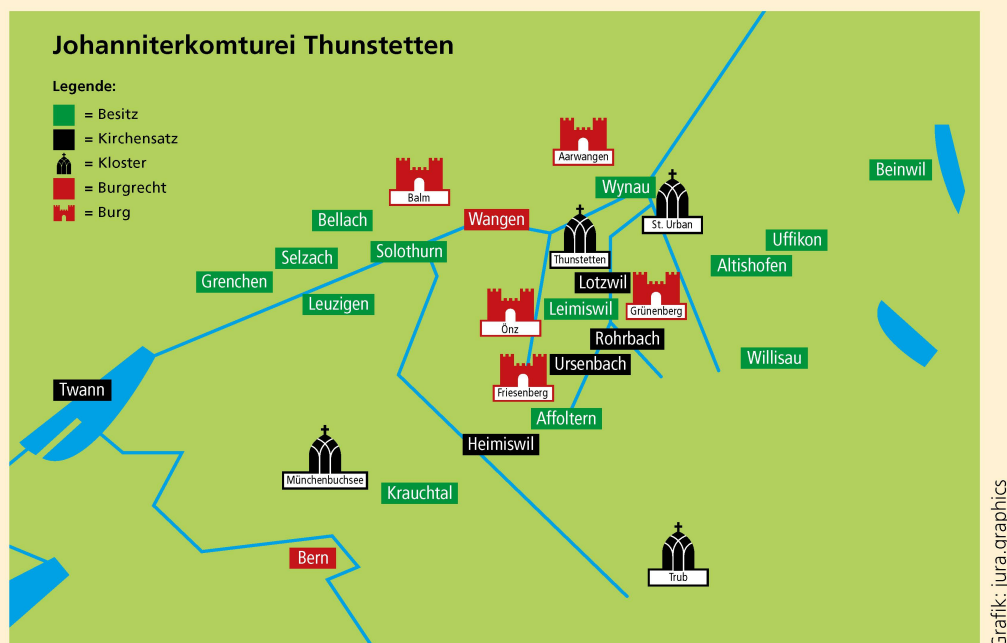 Johanniterkomturei Thunstetten
Legende:
= Besitz
= Kirchensatz
= Kloster
= Burgrecht
= Burg
Aarwangen
Balm
Beinwil
Wynau
Bellach
Wangen
St. Urban
Uffikon
Solothurn
Selzach
Thunstetten
Altishofen
Grenchen
Lotzwil
Leuzigen
Leimiswil
Grünenberg
Önz
Rohrbach
Willisau
Ursenbach
Twann
Friesenberg
Affoltern
Heimiswil
Münchenbuchsee
Krauchtal
Bern
Trub
Grafik: jura.graphics